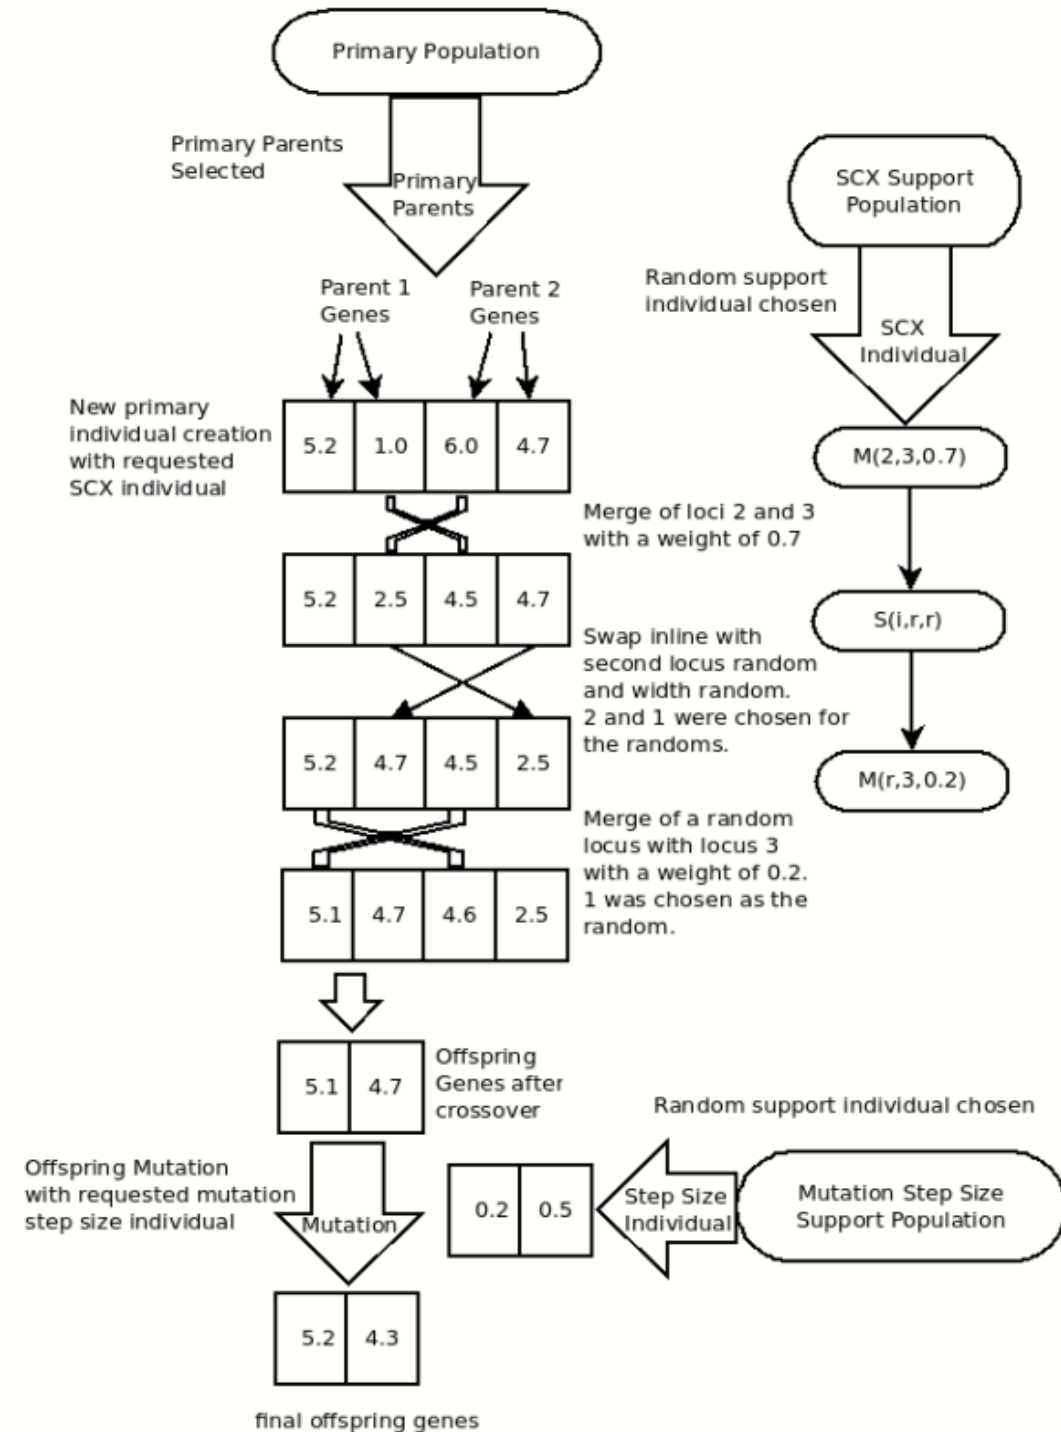 Primary Population
Primary Parents
Selected
Primary
Parents
SCX Support
Population
Random support
individual chosen
SCX
Individual
Parent 1
Genes
Parent 2
Genes
New primary
individual creation
with requested
SCX individual
5.2 1.0 6.0 4.7
M(2,3,0.7)
Merge of loci 2 and 3
with a weight of 0.7
5.2 2.5 4.5 4.7
S(i,r,r)
Swap inline with
second locus random
and width random.
2 and 1 were chosen for
the randoms.
5.2 4.7 4.5 2.5
M(r,3,0.2)
Merge of a random
locus with locus 3
with a weight of 0.2.
1 was chosen as the
random.
5.1 4.7 4.6 2.5
5.1 4.7
Offspring
Genes after
crossover
Random support individual chosen
Offspring Mutation
with requested mutation
step size individual
Mutation
0.2 0.5
Step Size
Individual
Mutation Step Size
Support Population
5.2 4.3
final offspring genes